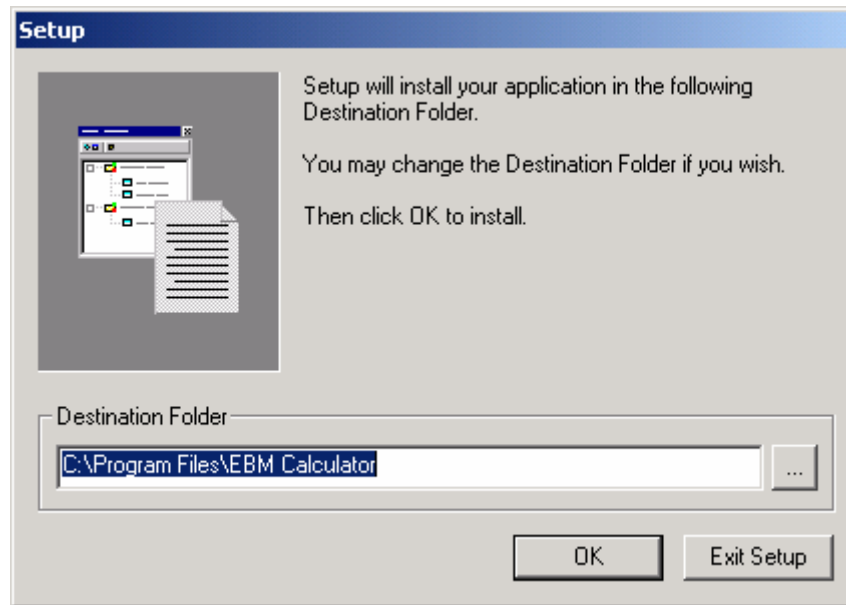 Setup
Setup will install your application in the following
Destination Folder.
You may change the Destination Folder if you wish.
Then click OK to install.
Destination Folder
C:\Program Files\EBM Calculator
...
OK
Exit Setup